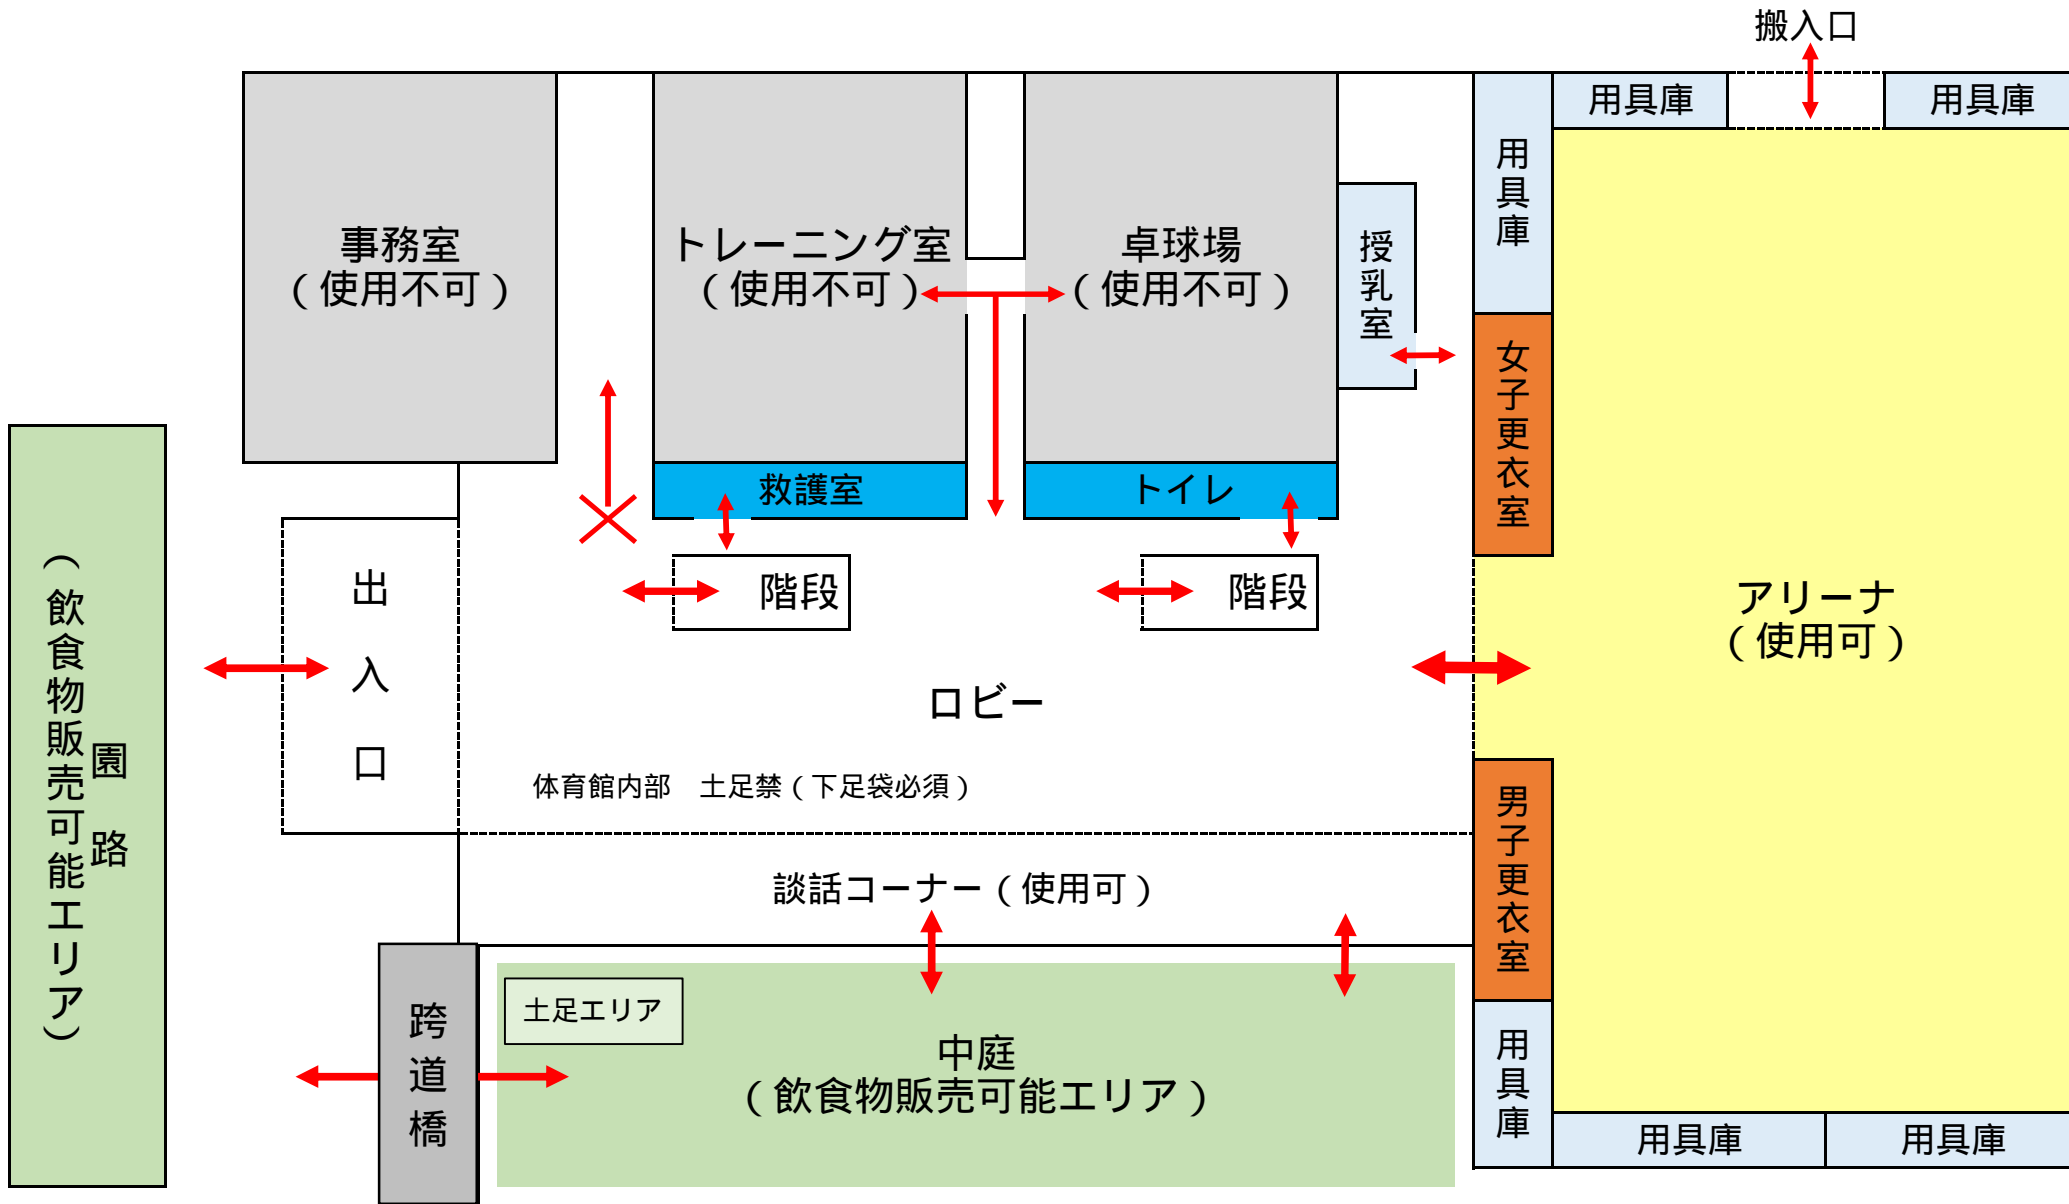 搬入口
用具庫
用具庫
事務室
（使用不可）
トレーニング室
（使用不可）
卓球場
（使用不可）
授乳室
用具庫
女子更衣室
救護室
トイレ
階段
階段
出入口
アリーナ
（使用可）
園路
（飲食物販売可能エリア）
ロビー
体育館内部　土足禁（下足袋必須）
男子更衣室
談話コーナー（使用可）
土足エリア
跨道橋
中庭
（飲食物販売可能エリア）
用具庫
用具庫
用具庫